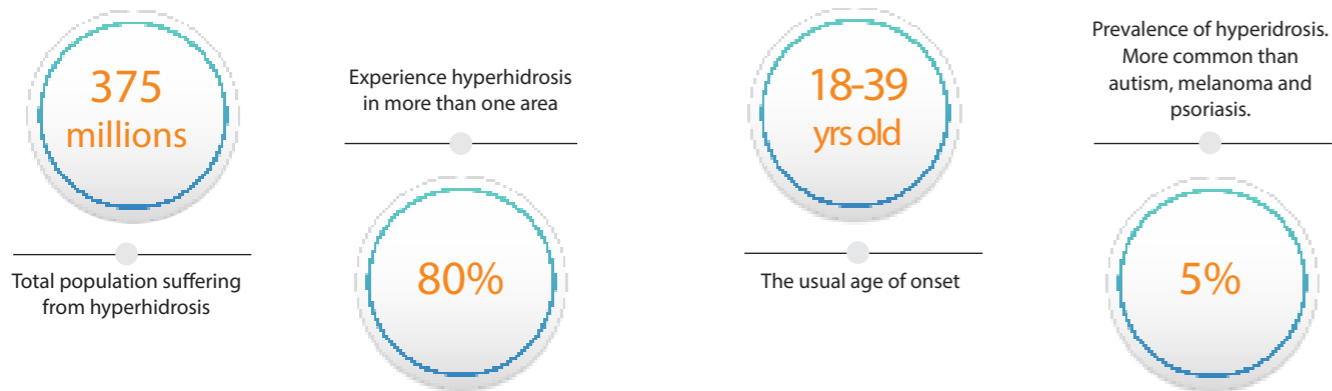 375
millions
Total population suffering
from hyperhidrosis
Experience hyperhidrosis
in more than one area
80%
18-39
yrs old
The usual age of onset
Prevalence of hyperidrosis.
More common than
autism, melanoma and
psoriasis.
5%